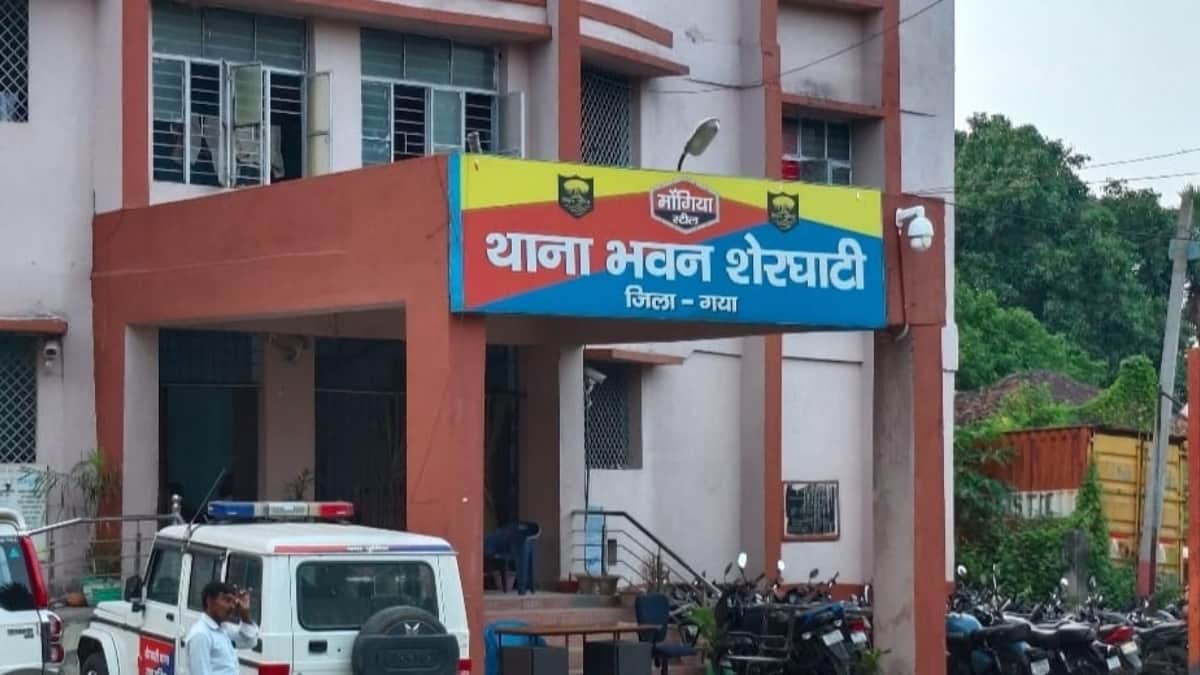 मोंगिया
स्टील
थाना भवन शेरघाटी
जिला - गया